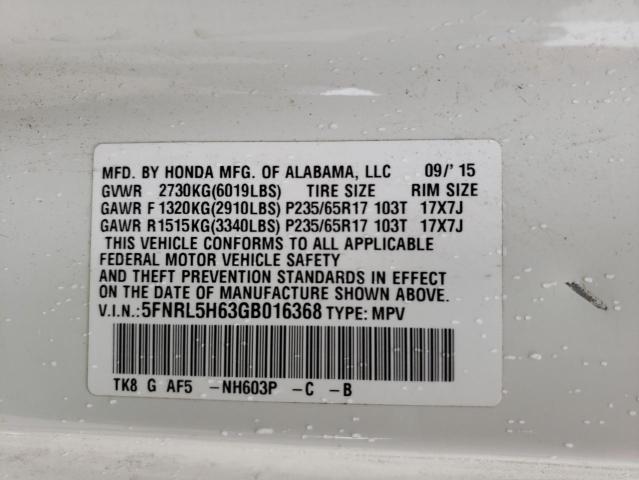 MFD. BY HONDA MFG. OF ALABAMA, LLC 09/' 15
GVWR 2730KG(6019LBS) TIRE SIZE RIM SIZE
GAWR F 1320KG(2910LBS) P235/65R17 103T 17X7J
GAWR R1515KG(3340LBS) P235/65R17 103T 17X7J
THIS VEHICLE CONFORMS TO ALL APPLICABLE
FEDERAL MOTOR VEHICLE SAFETY
AND THEFT PREVENTION STANDARDS IN EFFECT
ON THE DATE OF MANUFACTURE SHOWN ABOVE.
V.I.N.:5FNRL5H63GB016368 TYPE: MPV
TK8 G AF5 -NH603P -C -B